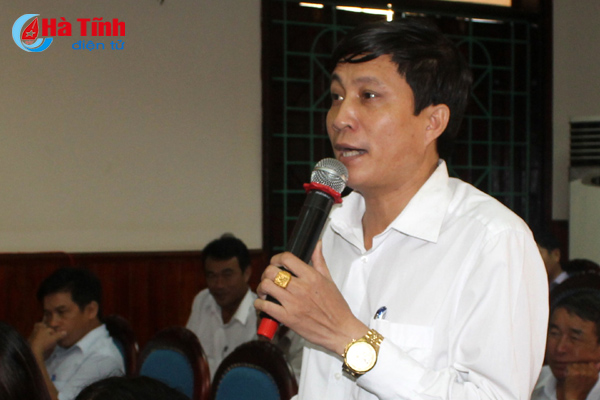 Hà Tĩnh
điện tử